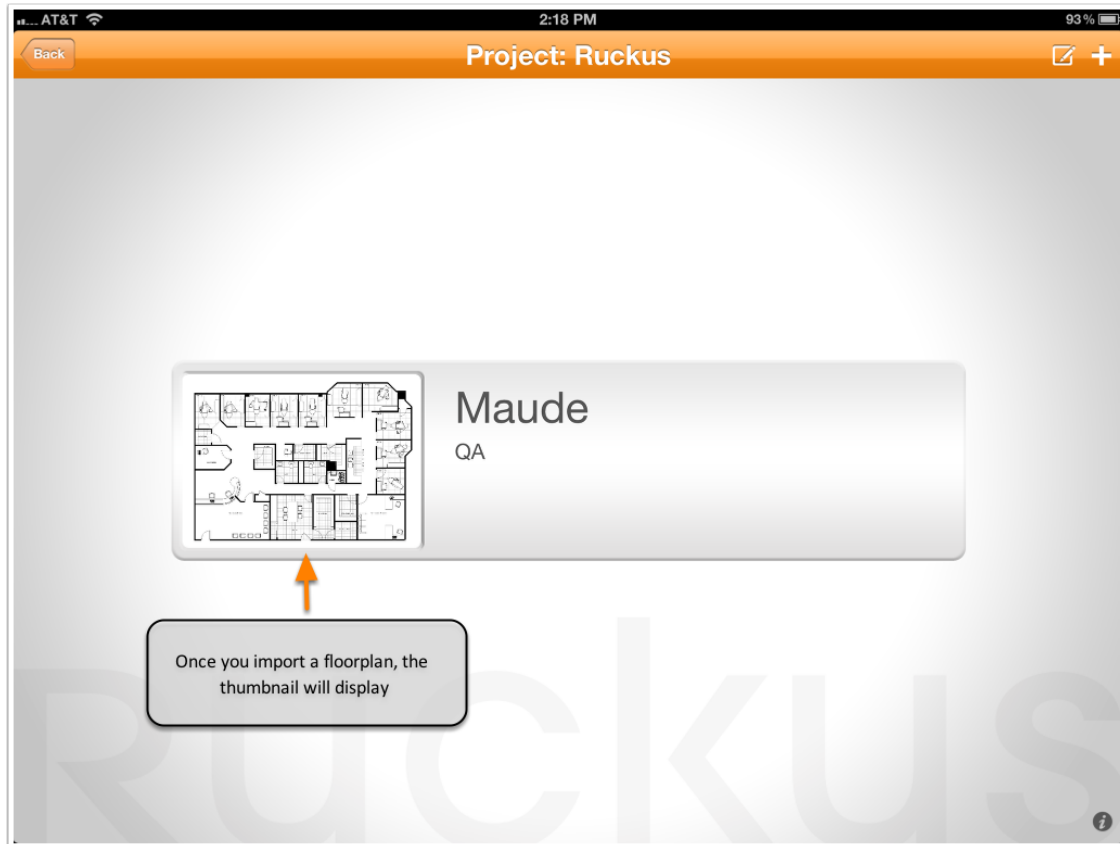 AT&T 2:18 PM 93%
Back Project: Ruckus
Maude
QA
Once you import a floorplan, the
thumbnail will display
Ruckus